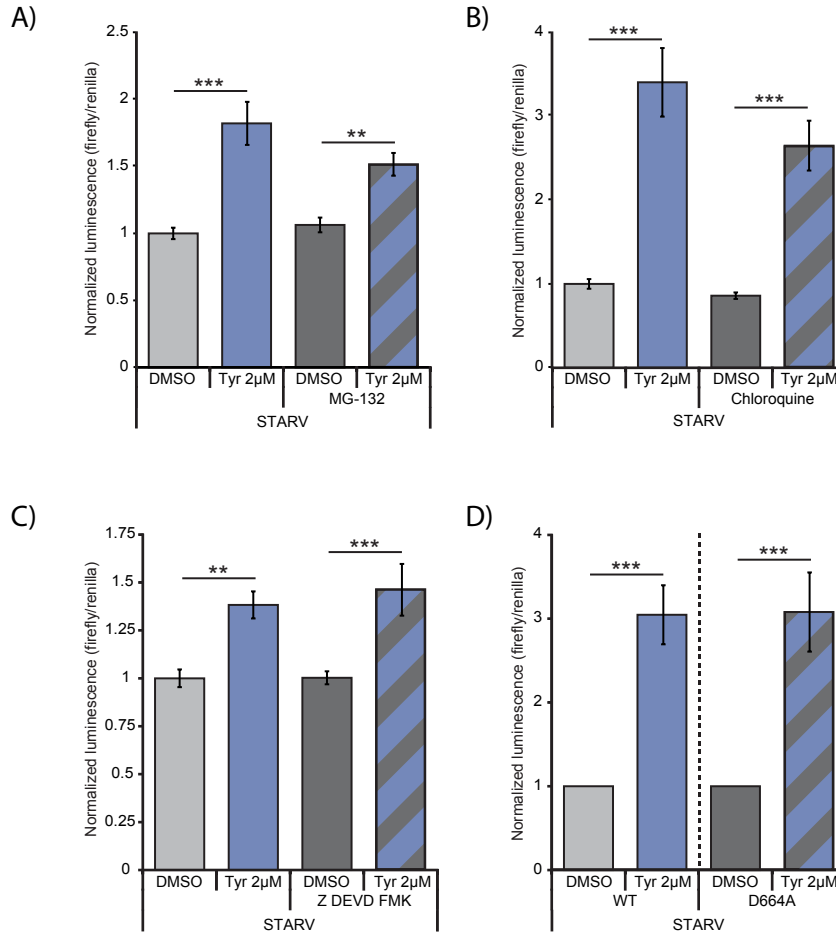 A)
Normalized luminescence (firefly/renilla)
2.5
2
1.5
1
0.5
0
***
**
DMSO Tyr 2μM DMSO Tyr 2μM
MG-132
STARV
B)
Normalized luminescence (firefly/renilla)
4
3
2
1
0
***
***
DMSO Tyr 2μM DMSO Tyr 2μM
Chloroquine
STARV
C)
Normalized luminescence (firefly/renilla)
1.75
1.5
1.25
1
0.75
0.5
0.25
0
**
***
DMSO Tyr 2μM DMSO Tyr 2μM
Z DEVD FMK
STARV
D)
Normalized luminescence (firefly/renilla)
4
3
2
1
0
***
***
DMSO Tyr 2μM DMSO Tyr 2μM
WT D664A
STARV